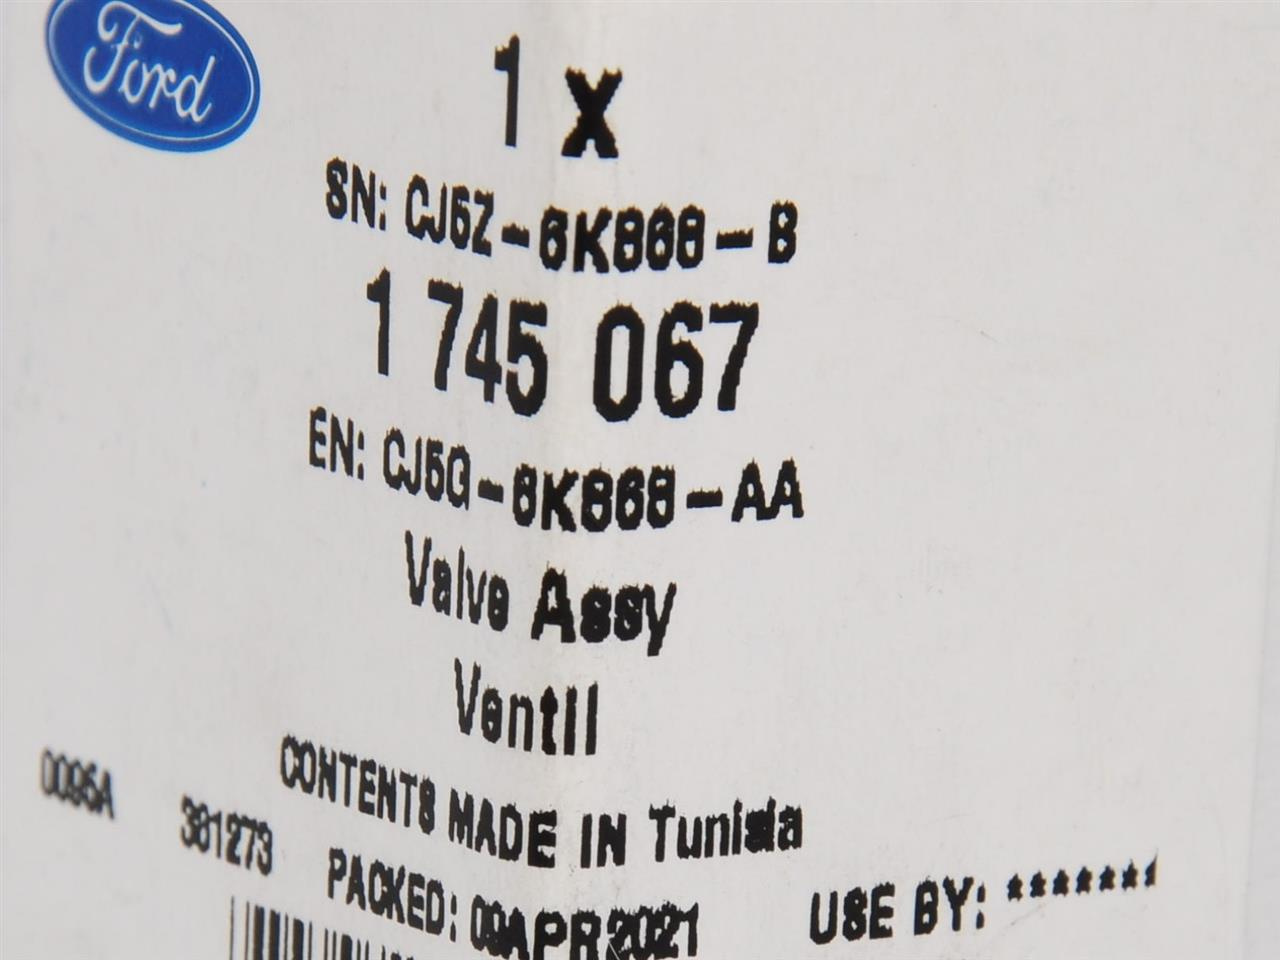 Ford
1 x
SN: CJ5Z-6K868-B
1 745 067
EN: CJ5G-6K868-AA
Valve Assy
Ventil
CONTENTS MADE IN Tunisia
0095A 381273
PACKED: 09APR2021 USE BY: *******